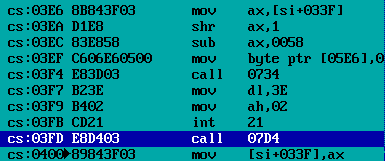 cs:03E6 8B843F03 mov ax,[si+033F]
cs:03EA D1E8 shr ax,1
cs:03EC 83E858 sub ax,0058
cs:03EF C606E60500 mov byte ptr [05E6],0
cs:03F4 E83D03 call 0734
cs:03F7 B23E mov dl,3E
cs:03F9 B402 mov ah,02
cs:03FB CD21 int 21
cs:03FD E8D403 call 07D4
cs:0400▸89843F03 mov [si+033F],ax